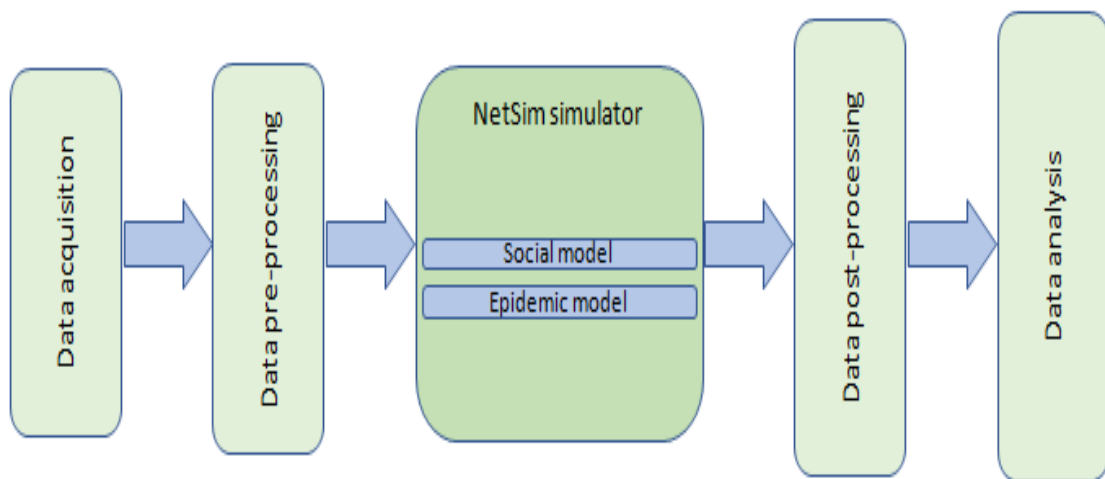 Data acquisition
Data pre-processing
NetSim simulator
Social model
Epidemic model
Data post-processing
Data analysis